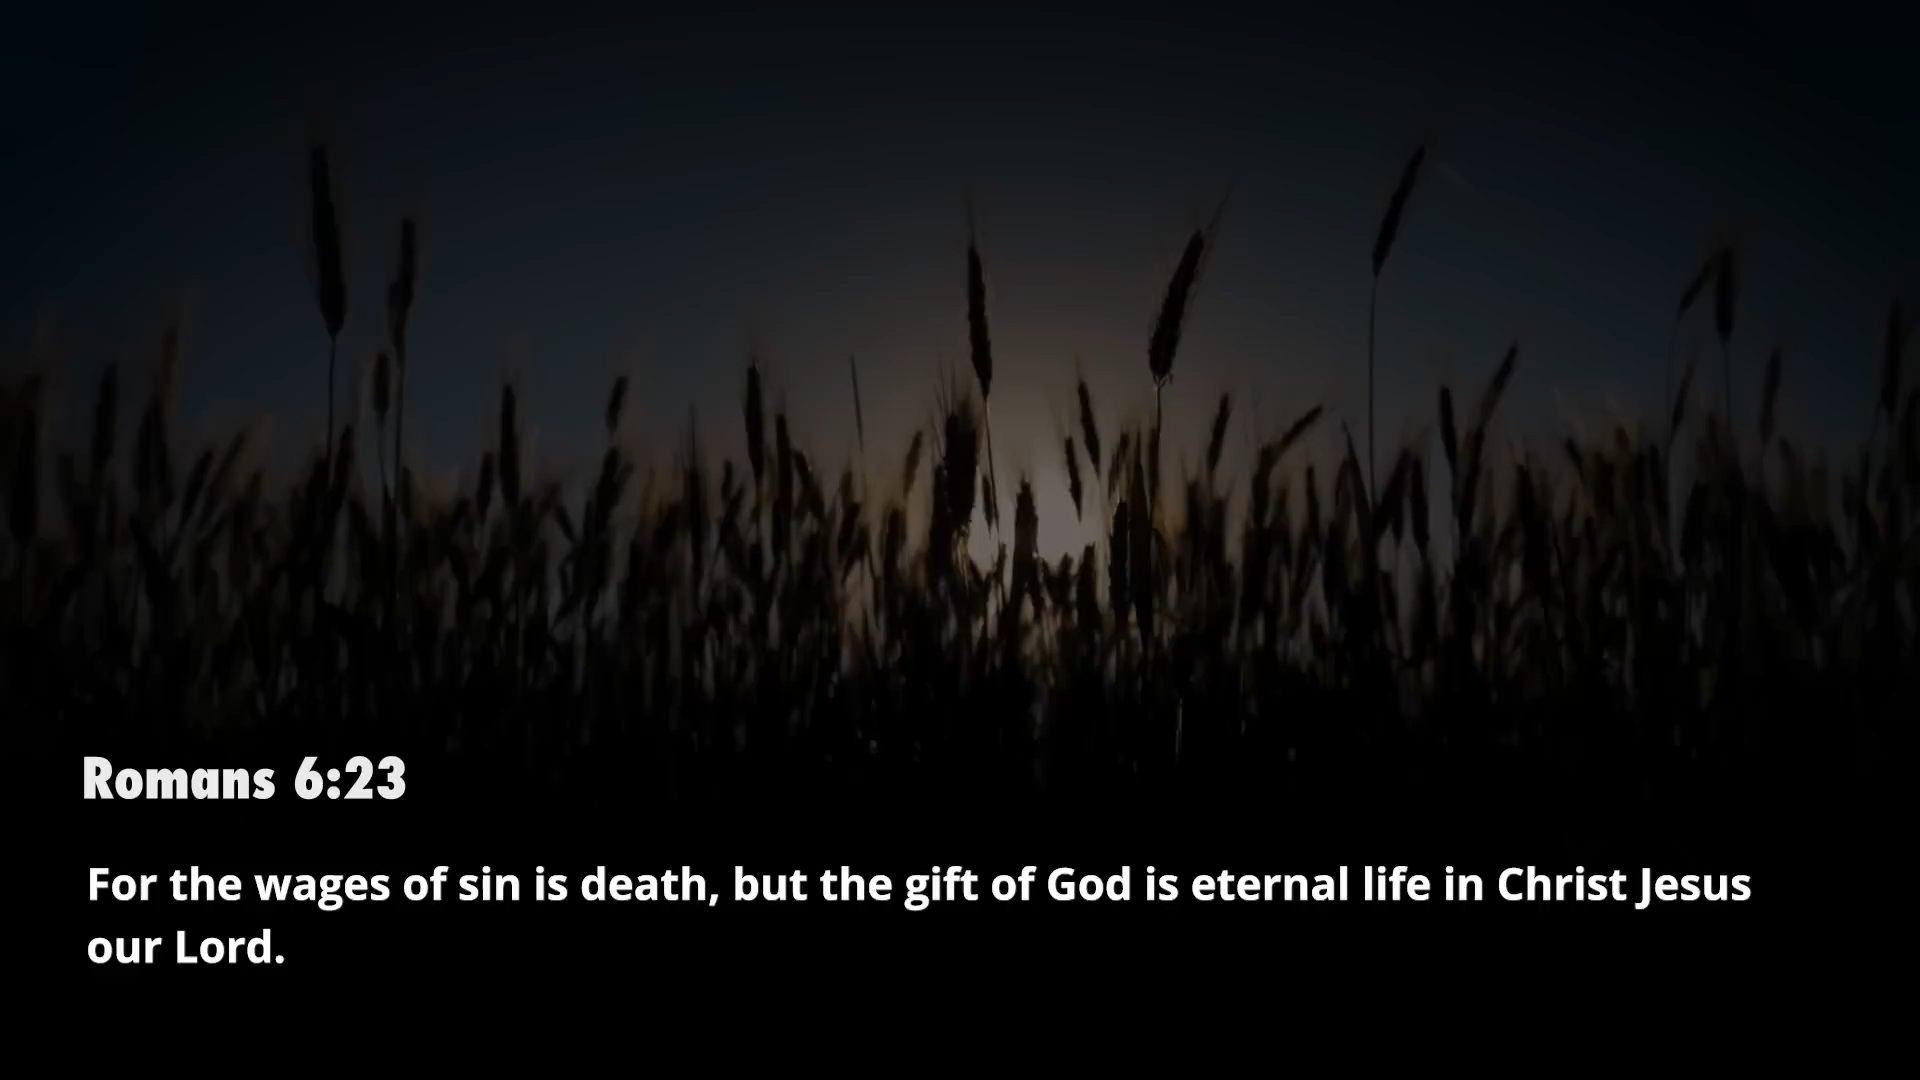 Romans 6:23
For the wages of sin is death, but the gift of God is eternal life in Christ Jesus
our Lord.